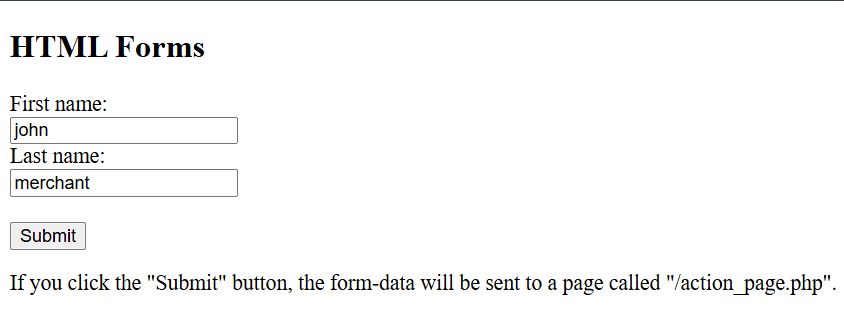 HTML Forms
First name:
john
Last name:
merchant
Submit
If you click the "Submit" button, the form-data will be sent to a page called "/action_page.php".